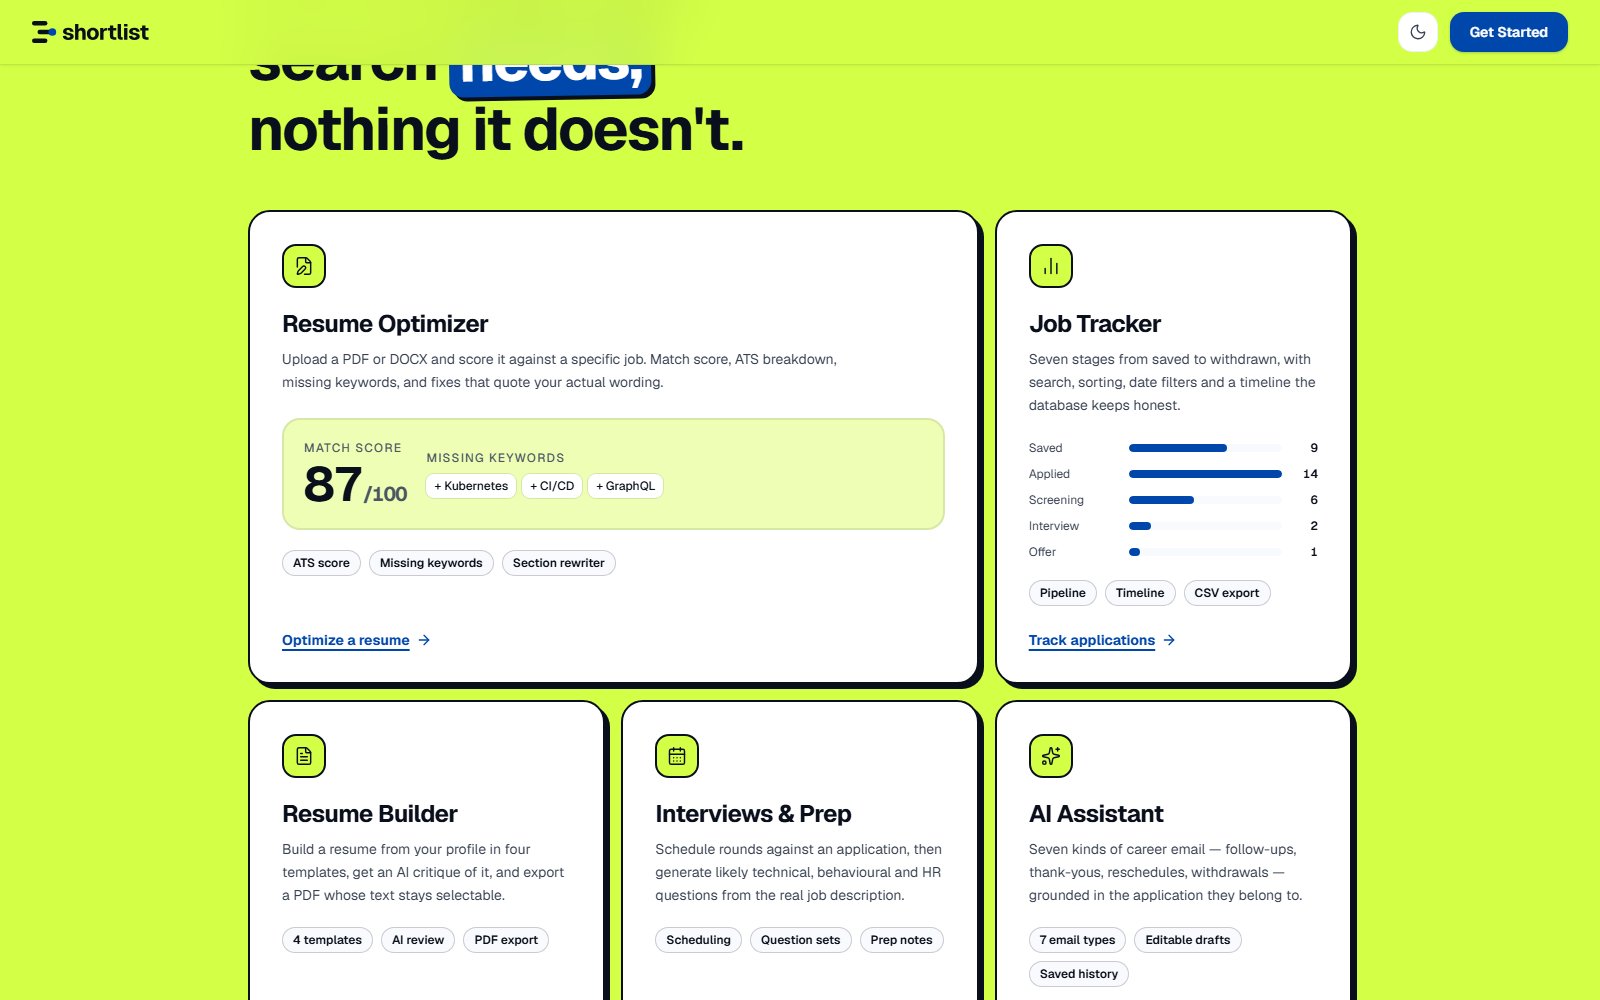 shortlist
Get Started
search needs,
nothing it doesn't.
Resume Optimizer
Upload a PDF or DOCX and score it against a specific job. Match score, ATS breakdown,
missing keywords, and fixes that quote your actual wording.
MATCH SCORE
87/100
MISSING KEYWORDS
+ Kubernetes
+ CI/CD
+ GraphQL
ATS score
Missing keywords
Section rewriter
Optimize a resume
Job Tracker
Seven stages from saved to withdrawn, with
search, sorting, date filters and a timeline the
database keeps honest.
Saved 9
Applied 14
Screening 6
Interview 2
Offer 1
Pipeline
Timeline
CSV export
Track applications
Resume Builder
Build a resume from your profile in four
templates, get an AI critique of it, and export
a PDF whose text stays selectable.
4 templates
AI review
PDF export
Interviews & Prep
Schedule rounds against an application, then
generate likely technical, behavioural and HR
questions from the real job description.
Scheduling
Question sets
Prep notes
AI Assistant
Seven kinds of career email — follow-ups,
thank-yous, reschedules, withdrawals —
grounded in the application they belong to.
7 email types
Editable drafts
Saved history